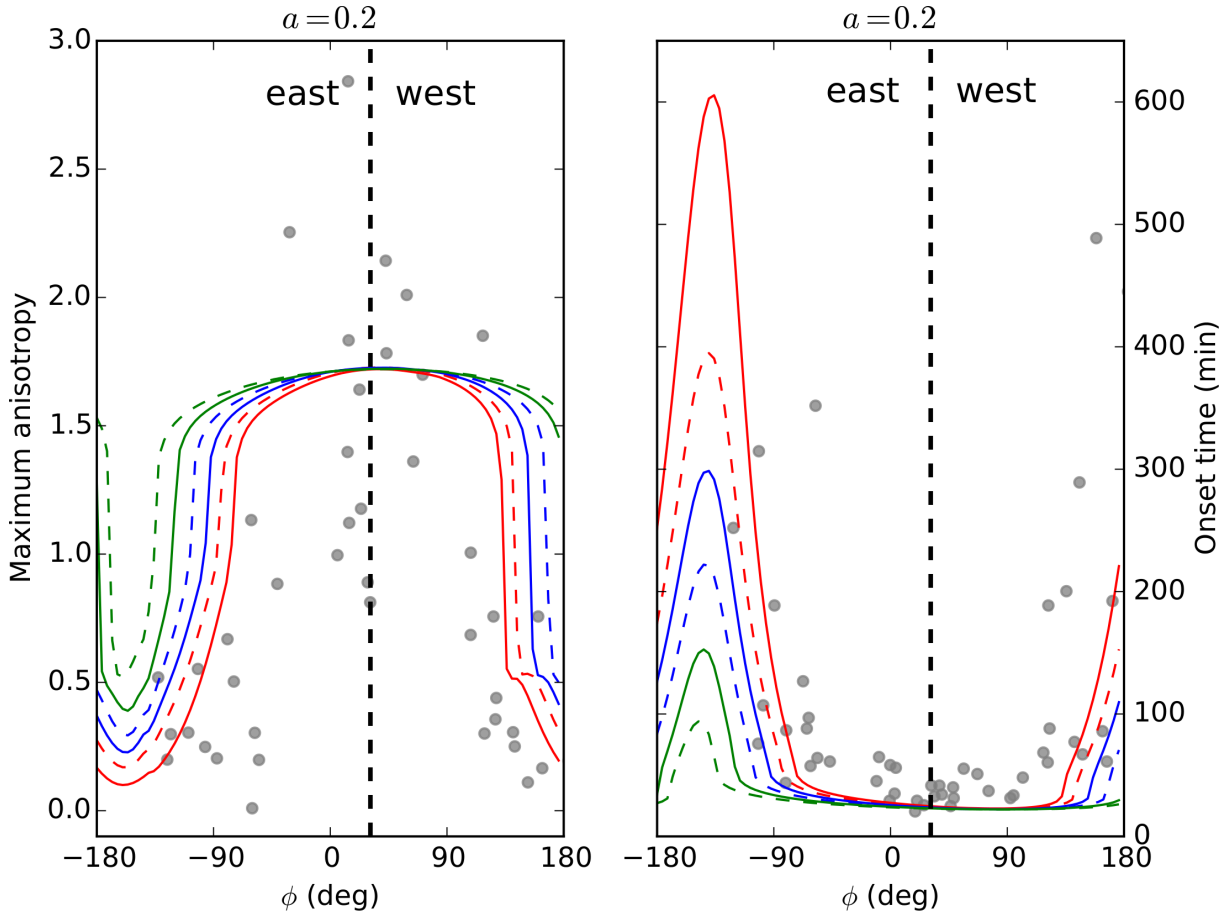 a = 0.2
3.0
2.5
2.0
1.5
1.0
0.5
0.0
Maximum anisotropy
east
west
−180
−90
0
90
180
ϕ (deg)
a = 0.2
east
west
600
500
400
300
200
100
0
Onset time (min)
−180
−90
0
90
180
ϕ (deg)